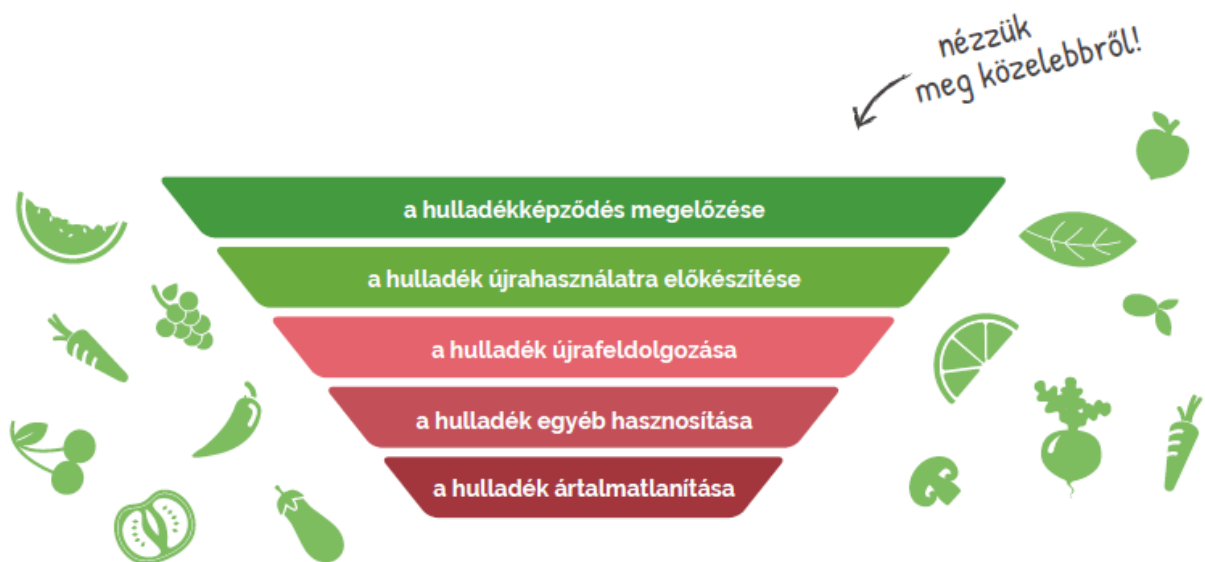 nézzük
meg közelebbről!
a hulladékképződés megelőzése
a hulladék újrahasználatra előkészítése
a hulladék újrafeldolgozása
a hulladék egyéb hasznosítása
a hulladék ártalmatlanítása